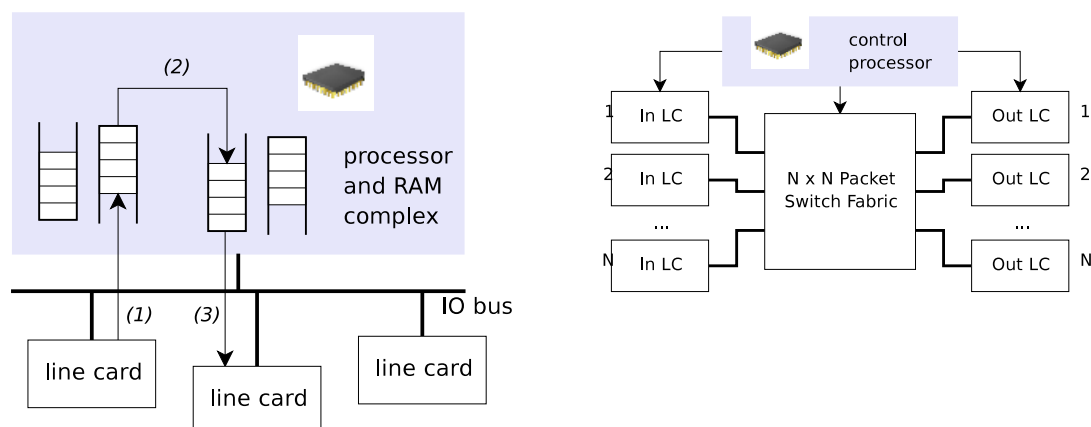 (2)
processor
and RAM
complex
(1)
(3)
IO bus
line card
line card
line card
control
processor
1
In LC
Out LC
1
2
In LC
N x N Packet
Switch Fabric
Out LC
2
...
...
N
In LC
Out LC
N